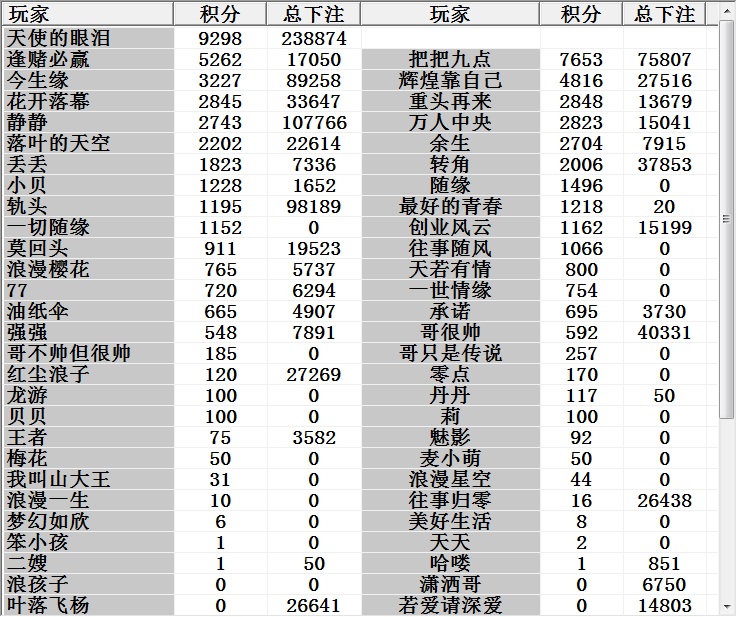 玩家 积分 总下注 玩家 积分 总下注
天使的眼泪 9298 238874
逢赌必赢 5262 17050 把把九点 7653 75807
今生缘 3227 89258 辉煌靠自己 4816 27516
花开落幕 2845 33647 重头再来 2848 13679
静静 2743 107766 万人中央 2823 15041
落叶的天空 2202 22614 余生 2704 7915
丢丢 1823 7336 转角 2006 37853
小贝 1228 1652 随缘 1496 0
轨头 1195 98189 最好的青春 1218 20
一切随缘 1152 0 创业风云 1162 15199
莫回头 911 19523 往事随风 1066 0
浪漫樱花 765 5737 天若有情 800 0
77 720 6294 一世情缘 754 0
油纸伞 665 4907 承诺 695 3730
强强 548 7891 哥很帅 592 40331
哥不帅但很帅 185 0 哥只是传说 257 0
红尘浪子 120 27269 零点 170 0
龙游 100 0 丹丹 117 50
贝贝 100 0 莉 100 0
王者 75 3582 魅影 92 0
梅花 50 0 麦小萌 50 0
我叫山大王 31 0 浪漫星空 44 0
浪漫一生 10 0 往事归零 16 26438
梦幻如欣 6 0 美好生活 8 0
笨小孩 1 0 天天 2 0
二嫂 1 50 哈喽 1 851
浪孩子 0 0 潇洒哥 0 6750
叶落飞杨 0 26641 若爱请深爱 0 14803